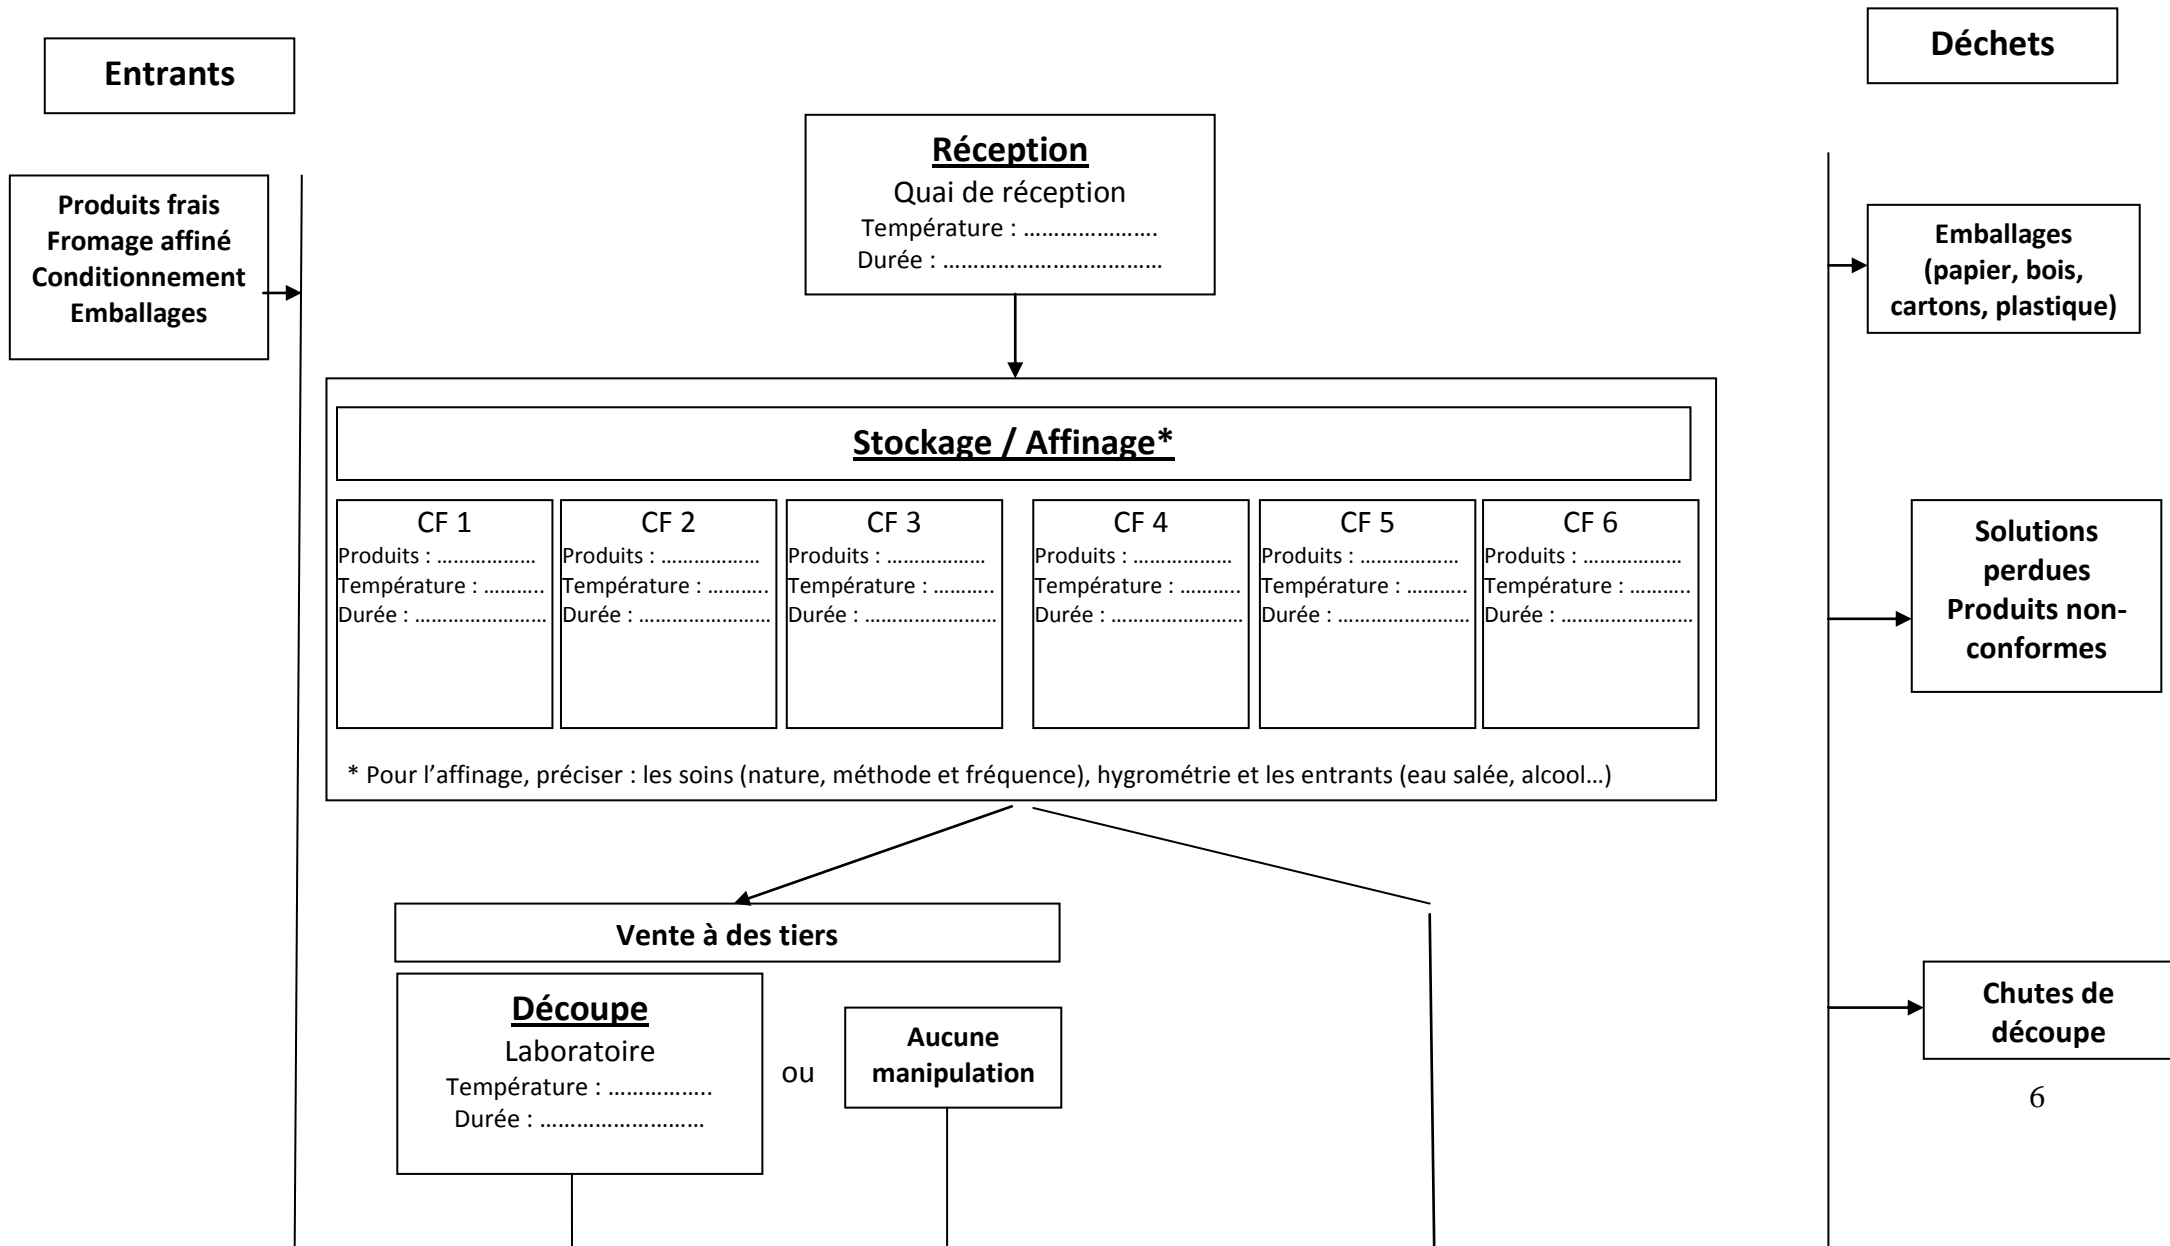 Entrants
Déchets
Réception
Quai de réception
Température : ………………….
Durée : ………………………………
Produits frais
Fromage affiné
Conditionnement
Emballages
Emballages
(papier, bois,
cartons, plastique)
Stockage / Affinage*
CF 1
Produits : ………………
Température : ………..
Durée : ……………………
CF 2
Produits : ………………
Température : ………..
Durée : ……………………
CF 3
Produits : ………………
Température : ………..
Durée : ……………………
CF 4
Produits : ………………
Température : ………..
Durée : ……………………
CF 5
Produits : ………………
Température : ………..
Durée : ……………………
CF 6
Produits : ………………
Température : ………..
Durée : ……………………
Solutions
perdues
Produits non-
conformes
* Pour l’affinage, préciser : les soins (nature, méthode et fréquence), hygrométrie et les entrants (eau salée, alcool…)
Vente à des tiers
Découpe
Laboratoire
Température : ……………..
Durée : ………………………
ou
Aucune
manipulation
Chutes de
découpe
6